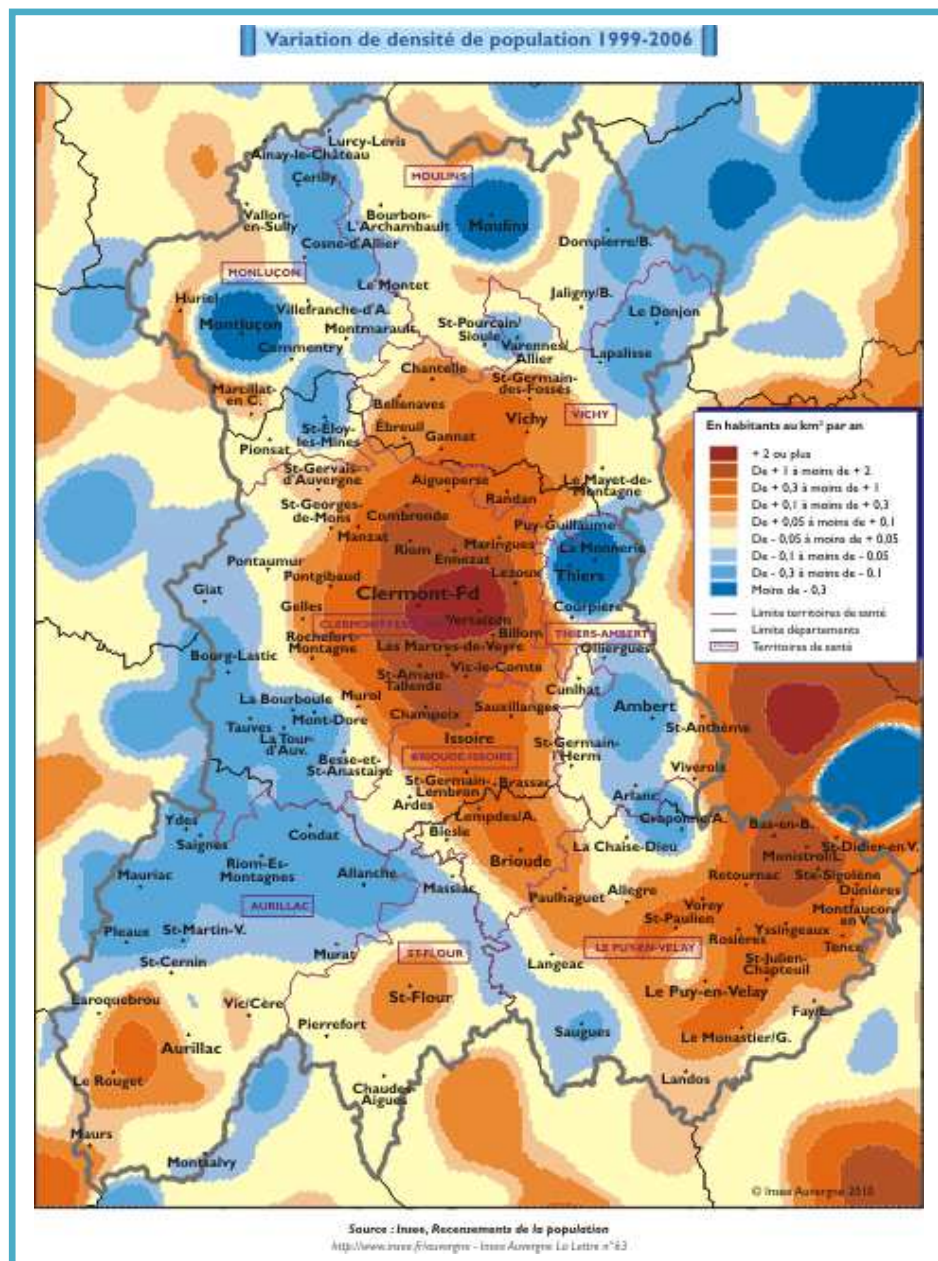 Variation de densité de population 1999-2006
Lurcy-Levis
Ainay-le-Château
Cerilly
MOULINS
Vallon-
en-Sully
Bourbon-
L'Archambault
Moulins
Cosne-d'Allier
Dompierre/B.
MONLUÇON
Le Montet
Huriel
Villefranche-d'A.
Jaligny/B.
Le Donjon
Montluçon
Montmarault
St-Pourcain/
Sioule
Varennes/
Allier
Commentry
Lapalisse
Chantelle
Marcillat-
en C.
St-Germain-
des-Fossés
Bellenaves
Vichy
VICHY
St-Eloy-
les-Mines
Ébreuil
Gannat
Pionsat
St-Gervais-
d'Auvergne
Aigueperse
Le Mayet-de-
Montagne
Randan
St-Georges-
de-Mons
Combronde
Puy-Guillaume
Manzat
Riom
Maringues
La Monnerie
Ennezat
Pontaumur
Pontgibaud
Lezoux
Thiers
Giat
Clermont-Fd
Gelles
Courpière
Vertaizon
Billom
THIERS-AMBERT
Rochefort-
Montagne
Les Martres-de-Veyre
Olliergues
Bourg-Lastic
Vic-le-Comte
St-Amant-
Tallende
Cunlhat
La Bourboule
Murol
Sauxillanges
Ambert
Tauves
Mont-Dore
Champeix
St-Anthème
La Tour-
d'Auv.
Issoire
St-Germain-
l'Herm
Besse-et-
St-Anastaise
BRIOUDE-ISSOIRE
Viverols
St-Germain-
Lembron
Brassac
Ardes
Arlanc
Ydes
Lempdes/A.
Craponne/A.
Bas-en-B.
Saignes
Condat
Blesle
La Chaise-Dieu
St-Didier-en V.
Monistrol/L.
Riom-Es-
Montagnes
Brioude
Mauriac
Allanche
Massiac
Retournac
Ste-Sigolène
Dunières
Paulhaguet
Allegre
AURILLAC
Vorey
Montfaucon
en V.
St-Paulien
Pleaux
St-Martin-V.
Rosières
Yssingeaux
Tence
Murat
ST-FLOUR
LE PUY-EN-VELAY
St-Cernin
Langeac
St-Julien-
Chapteuil
Laroquebrou
Vic/Cère
St-Flour
Le Puy-en-Velay
Fay/L.
Pierrefort
Saugues
Aurillac
Le Monastier/G.
Le Rouget
Chaudes-
Aigues
Landos
Maurs
Montsalvy
En habitants au km² par an
+ 2 ou plus
De + 1 à moins de + 2
De + 0,3 à moins de + 1
De + 0,1 à moins de + 0,3
De + 0,05 à moins de + 0,1
De - 0,05 à moins de + 0,05
De - 0,1 à moins de - 0,05
De - 0,3 à moins de - 0,1
Moins de - 0,3
Limite territoires de santé
Limite départements
Territoires de santé
© Insee Auvergne 2010
Source : Insee, Recensements de la population
http://www.insee.fr/auvergne - Insee Auvergne La Lettre n°63